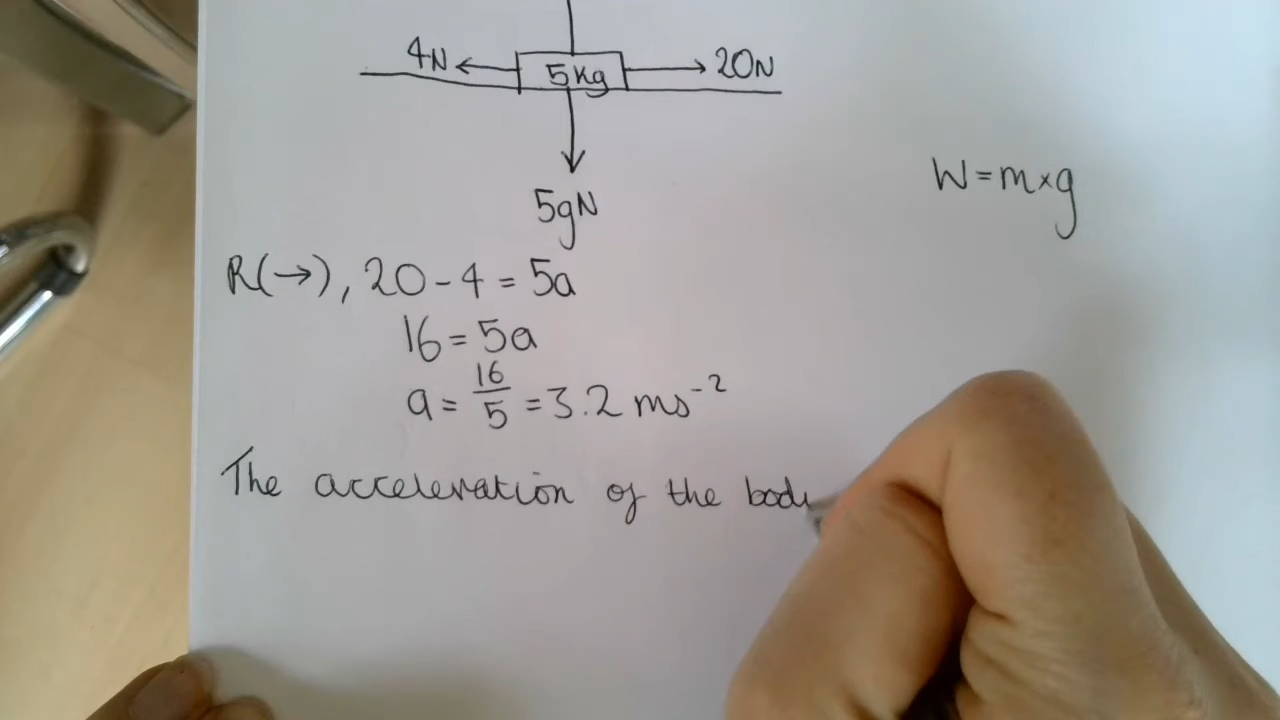 4N 5kg 20N
W=m×g
5gN
R(→), 20-4=5a
16=5a
a=16/5=3.2 ms⁻²
The acceleration of the body